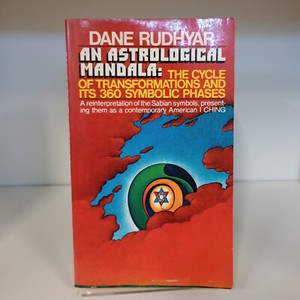 DANE RUDHYAR
AN ASTROLOGICAL
MANDALA: THE CYCLE
OF TRANSFORMATIONS AND
ITS 360 SYMBOLIC PHASES
A reinterpretation of the Sabian symbols, present-
ing them as a contemporary American I CHING